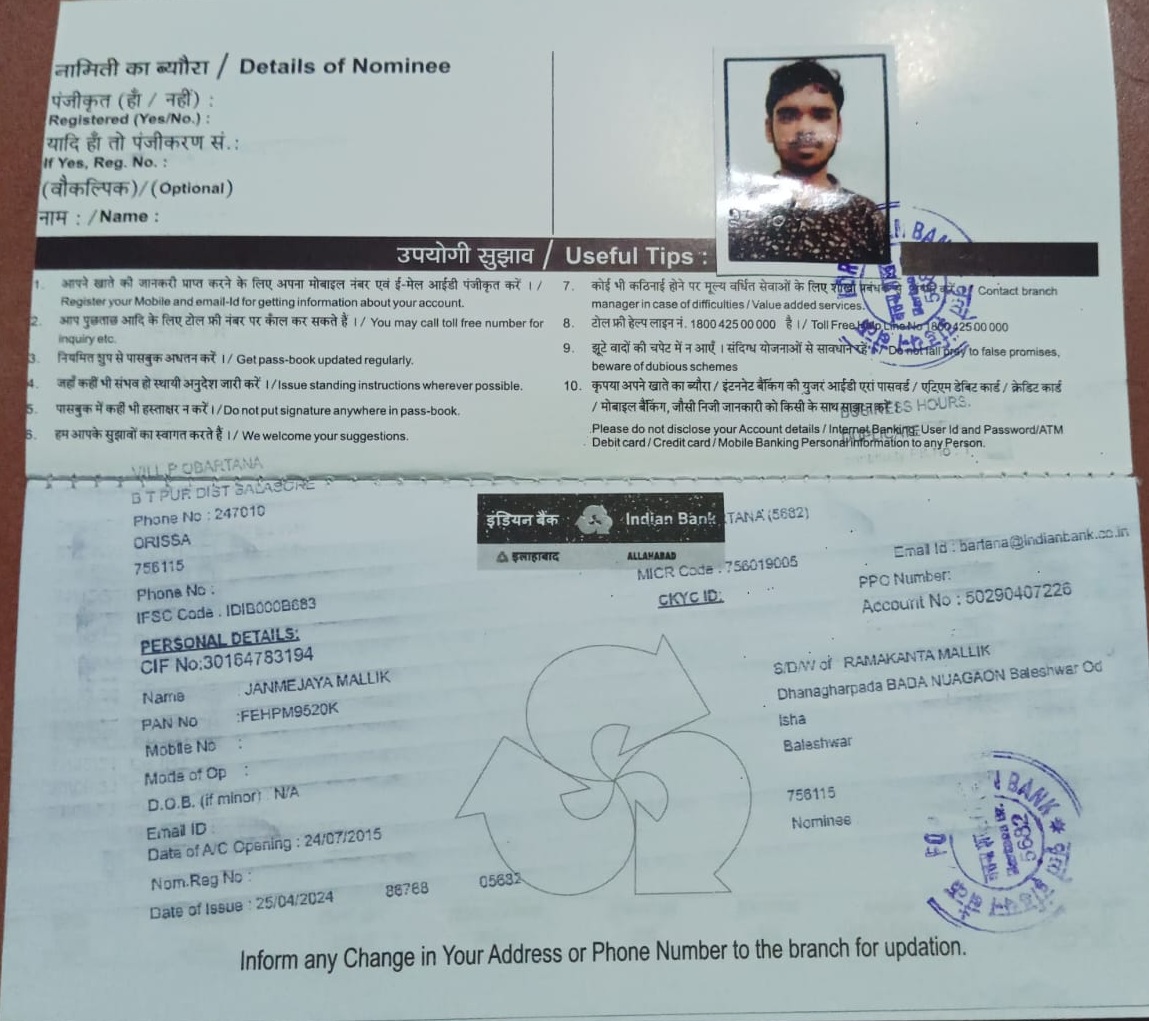 नामिती का ब्यौरा / Details of Nominee
पंजीकृत (हाँ / नहीं) :
Registered (Yes/No.) :
यादि हाँ तो पंजीकरण सं.:
If Yes, Reg. No. :
(वौकल्पिक)/(Optional)
नाम : /Name :
उपयोगी सुझाव / Useful Tips :
1. आपने खाते की जानकारी प्राप्त करने के लिए अपना मोबाइल नंबर एवं ई-मेल आईडी पंजीकृत करें ।/
Register your Mobile and email-Id for getting information about your account.
2. आप पुछताछ आदि के लिए टोल फ्री नंबर पर कॉल कर सकते हैं ।/ You may call toll free number for
inquiry etc.
3. नियमित रुप से पासबुक अधतन करें ।/ Get pass-book updated regularly.
4. जहाँ कहीं भी संभव हो स्थायी अनुदेश जारी करें ।/Issue standing instructions wherever possible.
5. पासबुक में कहीं भी हस्ताक्षर न करें ।/Do not put signature anywhere in pass-book.
6. हम आपके सुझावों का स्वागत करते हैं ।/ We welcome your suggestions.
7. कोई भी कठिनाई होने पर मूल्य वर्धित सेवाओं के लिए शाखा प्रबंधक से Contact branch
manager in case of difficulties / Value added services.
8. टोल फ्री हेल्प लाइन नं. 1800 425 00 000 है ।/ Toll Free Help Line No 1800 425 00 000
9. झूटे वादों की चपेट में न आएँ । संदिग्ध योजनाओं से सावधान रहें Do not fall prey to false promises,
beware of dubious schemes
10. कृपया अपने खाते का ब्यौरा / इंटरनेट बैंकिंग की युजर आईडी एरां पासवर्ड / एटिएम डेबिट कार्ड / क्रेडिट कार्ड
/ मोबाइल बैंकिंग, जौसी निजी जानकारी को किसी के साथ साझा न करें HOURS.
Please do not disclose your Account details / Internet Banking User Id and Password/ATM
Debit card / Credit card / Mobile Banking Personal information to any Person.
VILL P OBARTANA
B T PUR DIST BALASORE
Phone No : 247010
ORISSA
756115
Phone No :
IFSC Code . IDIB000B683
इंडियन बैंक Indian Bank TANA (5682)
इलाहाबाद ALLAHABAD
MICR Code . 756019005
CKYC ID:
Email Id : bartana@indianbank.co.in
PPO Number:
Account No : 50290407226
PERSONAL DETAILS:
CIF No:30164783194
Name : JANMEJAYA MALLIK
PAN No :FEHPM9520K
Mobile No :
Mode of Op :
D.O.B. (if minor) : N/A
Email ID :
Date of A/C Opening : 24/07/2015
Nom.Reg No :
Date of Issue : 25/04/2024 86768 05682
S/D/W of RAMAKANTA MALLIK
Dhanagharpada BADA NUAGAON Baleshwar Od
isha
Baleshwar
756115
Nominee
BANK
5682
Inform any Change in Your Address or Phone Number to the branch for updation.